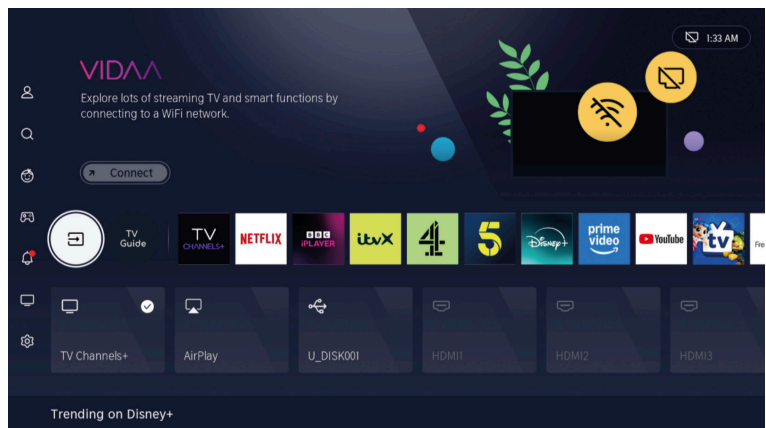 1:33 AM
VIDAA
Explore lots of streaming TV and smart functions by
connecting to a WiFi network.
Connect
TV
Guide
TV
CHANNELS+
NETFLIX
BBC
iPLAYER
itvX
4
5
Disney+
prime
video
YouTube
tv
Fre
TV Channels+
AirPlay
U_DISK001
HDMI1
HDMI2
HDMI3
Trending on Disney+